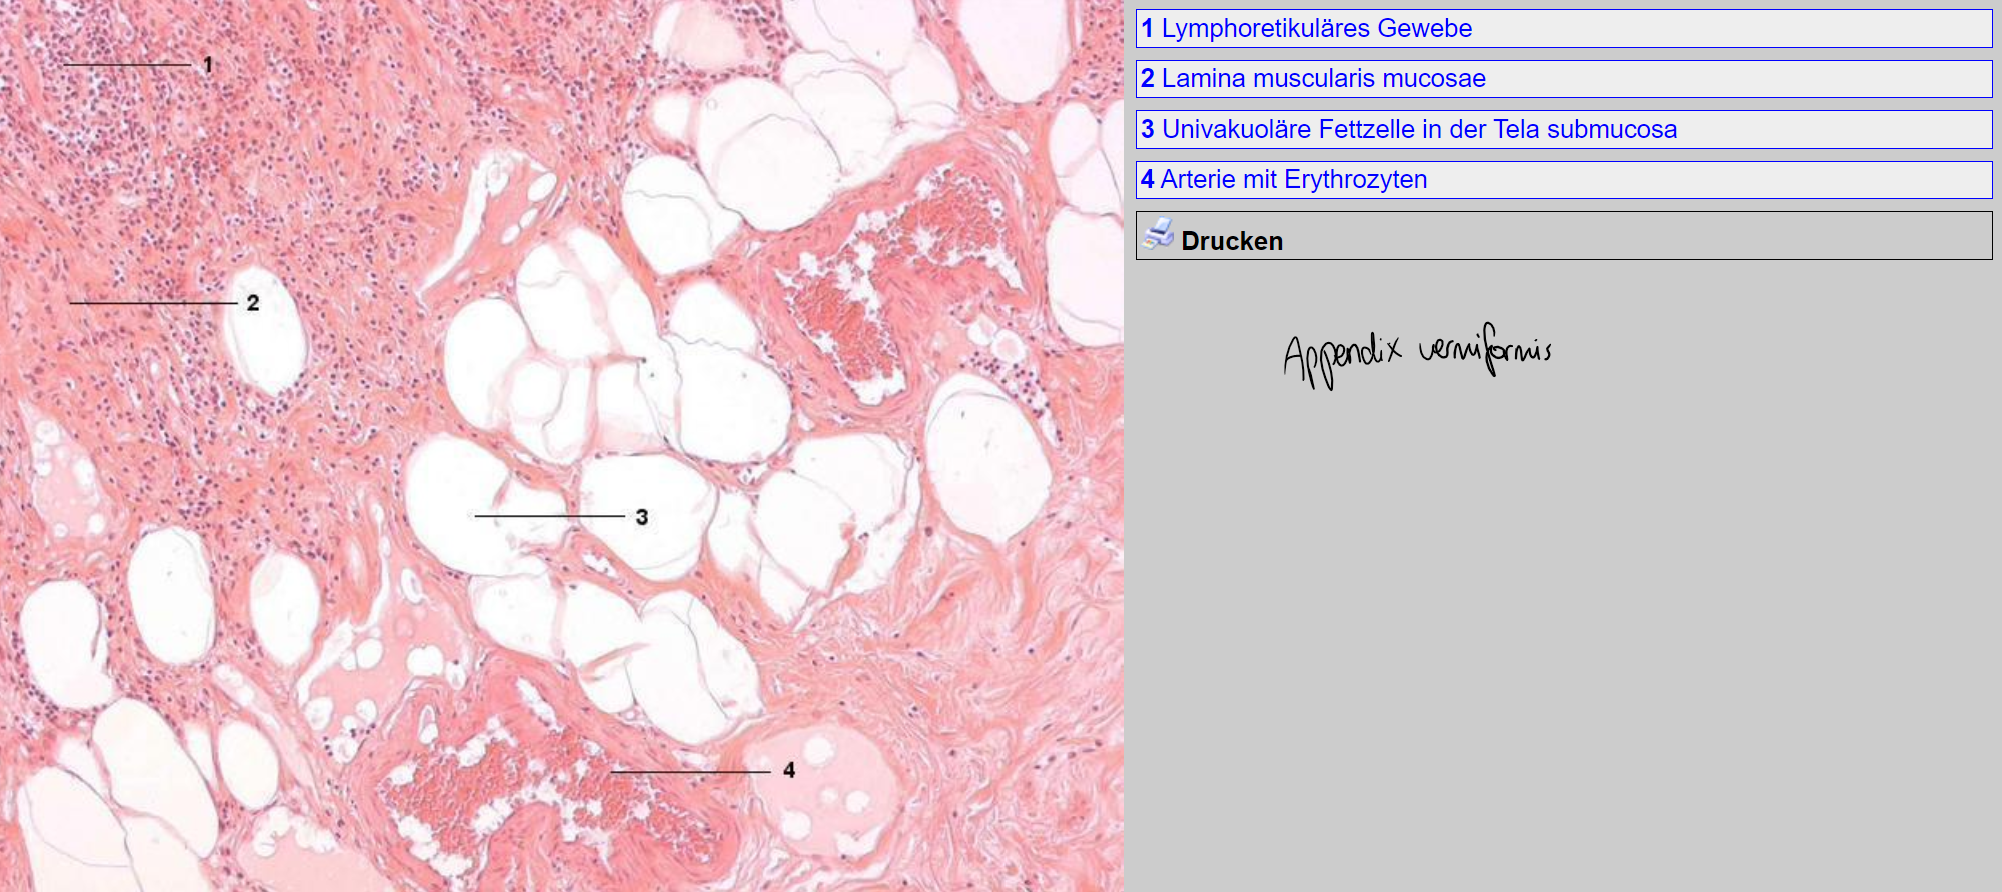 1
2
3
4
1 Lymphoretikuläres Gewebe
2 Lamina muscularis mucosae
3 Univakuoläre Fettzelle in der Tela submucosa
4 Arterie mit Erythrozyten
Drucken
Appendix vermiformis